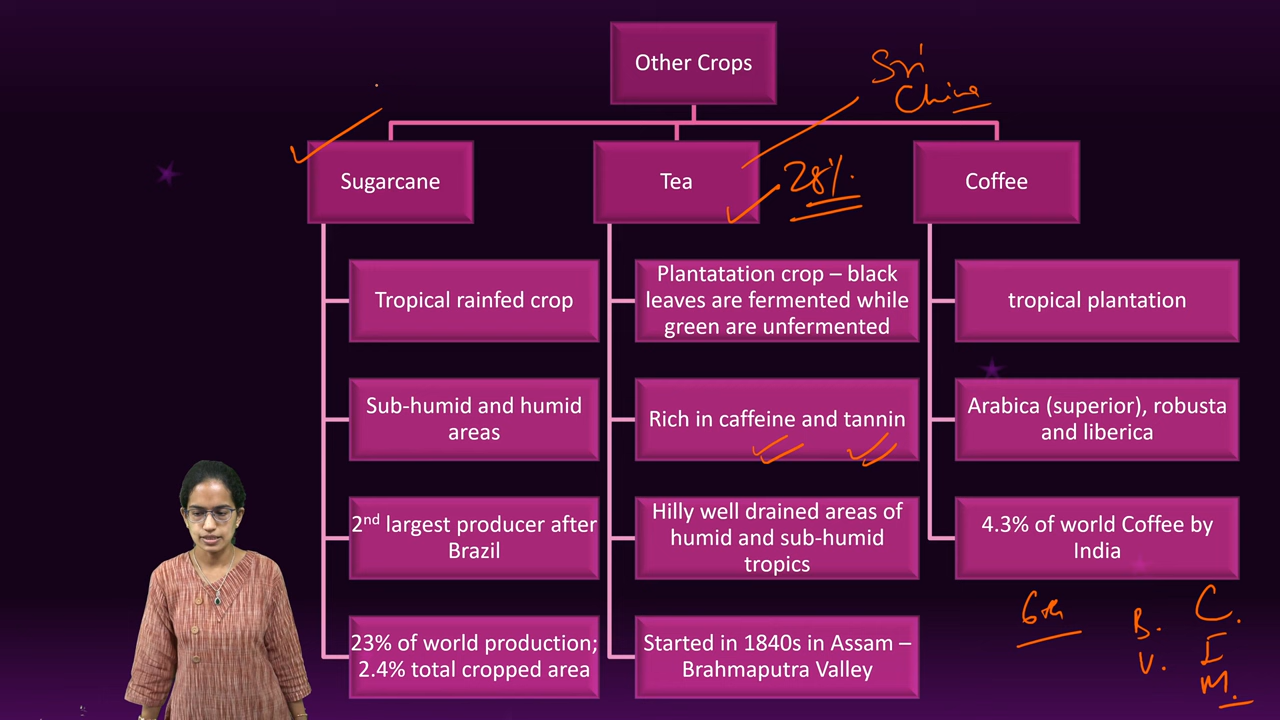 Other Crops
Sri
China
Sugarcane
Tea
28%.
Coffee
Tropical rainfed crop
Sub-humid and humid
areas
2nd largest producer after
Brazil
23% of world production;
2.4% total cropped area
Plantatation crop – black
leaves are fermented while
green are unfermented
Rich in caffeine and tannin
Hilly well drained areas of
humid and sub-humid
tropics
Started in 1840s in Assam –
Brahmaputra Valley
tropical plantation
Arabica (superior), robusta
and liberica
4.3% of world Coffee by
India
6th
B.
V.
C.
I
M.